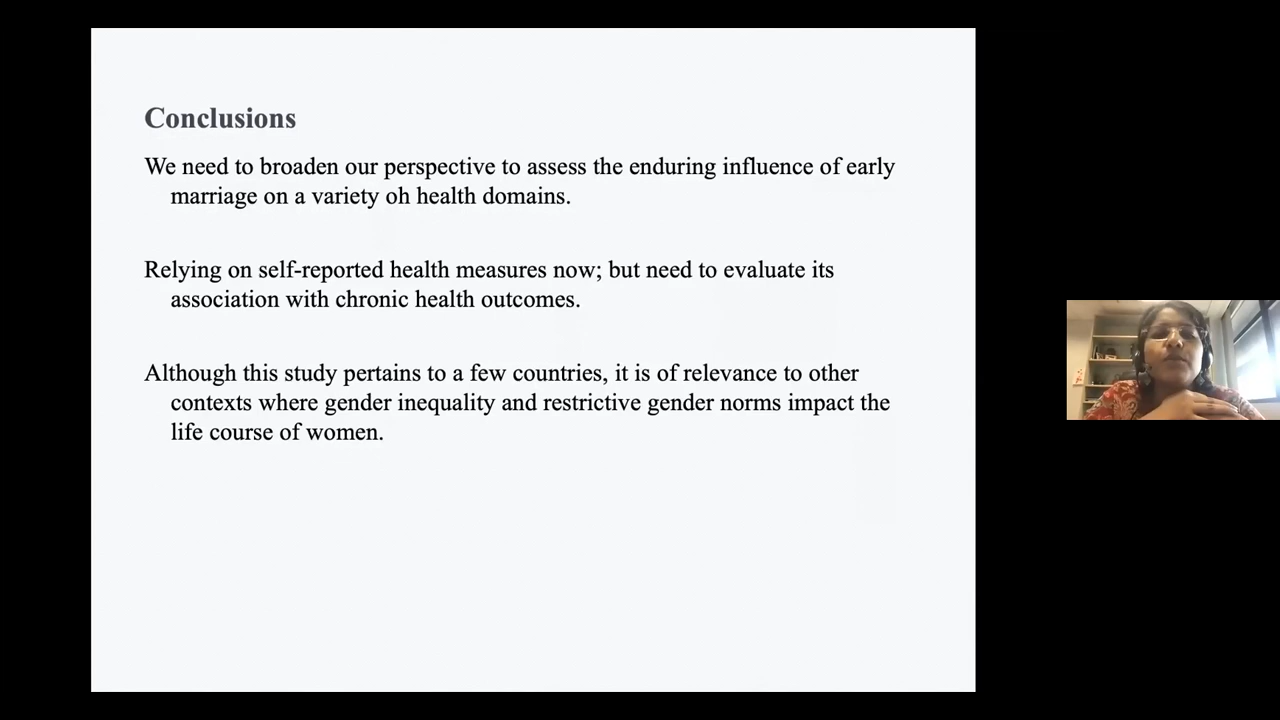 Conclusions
We need to broaden our perspective to assess the enduring influence of early
marriage on a variety oh health domains.
Relying on self-reported health measures now; but need to evaluate its
association with chronic health outcomes.
Although this study pertains to a few countries, it is of relevance to other
contexts where gender inequality and restrictive gender norms impact the
life course of women.